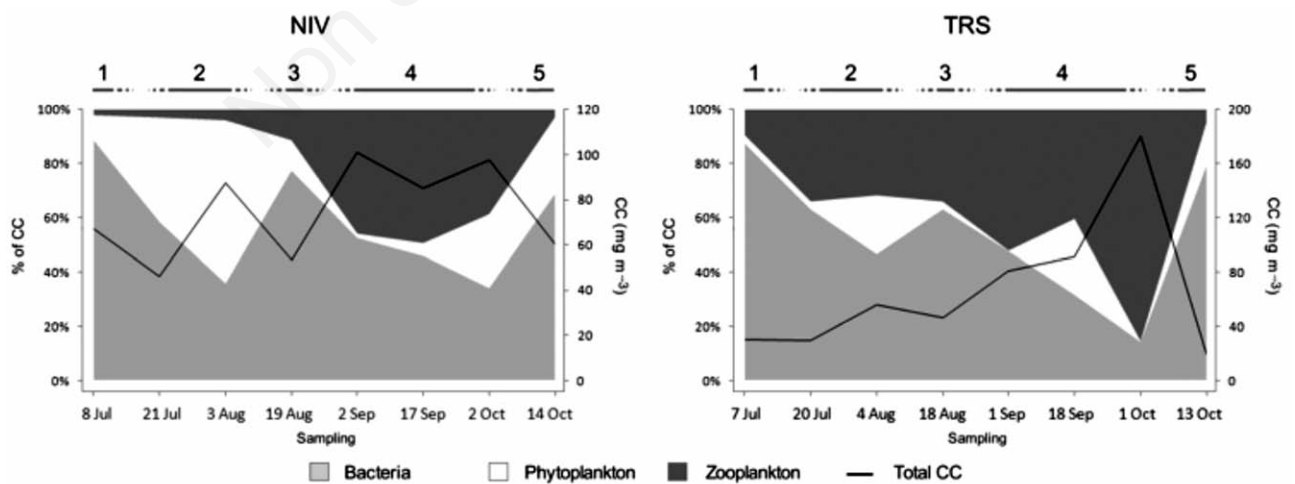 NIV
1 2 3 4 5
100%
80%
60%
40%
20%
0%
% of CC
120
100
80
60
40
20
0
CC (mg m⁻³)
8 Jul 21 Jul 3 Aug 19 Aug 2 Sep 17 Sep 2 Oct 14 Oct
Sampling
TRS
1 2 3 4 5
100%
80%
60%
40%
20%
0%
% of CC
200
160
120
80
40
0
CC (mg m⁻³)
7 Jul 20 Jul 4 Aug 18 Aug 1 Sep 18 Sep 1 Oct 13 Oct
Sampling
Bacteria Phytoplankton Zooplankton Total CC
Non